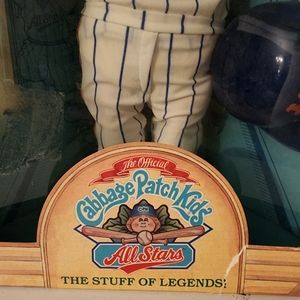 The Official
Cabbage Patch Kids
All Stars
THE STUFF OF LEGENDS!